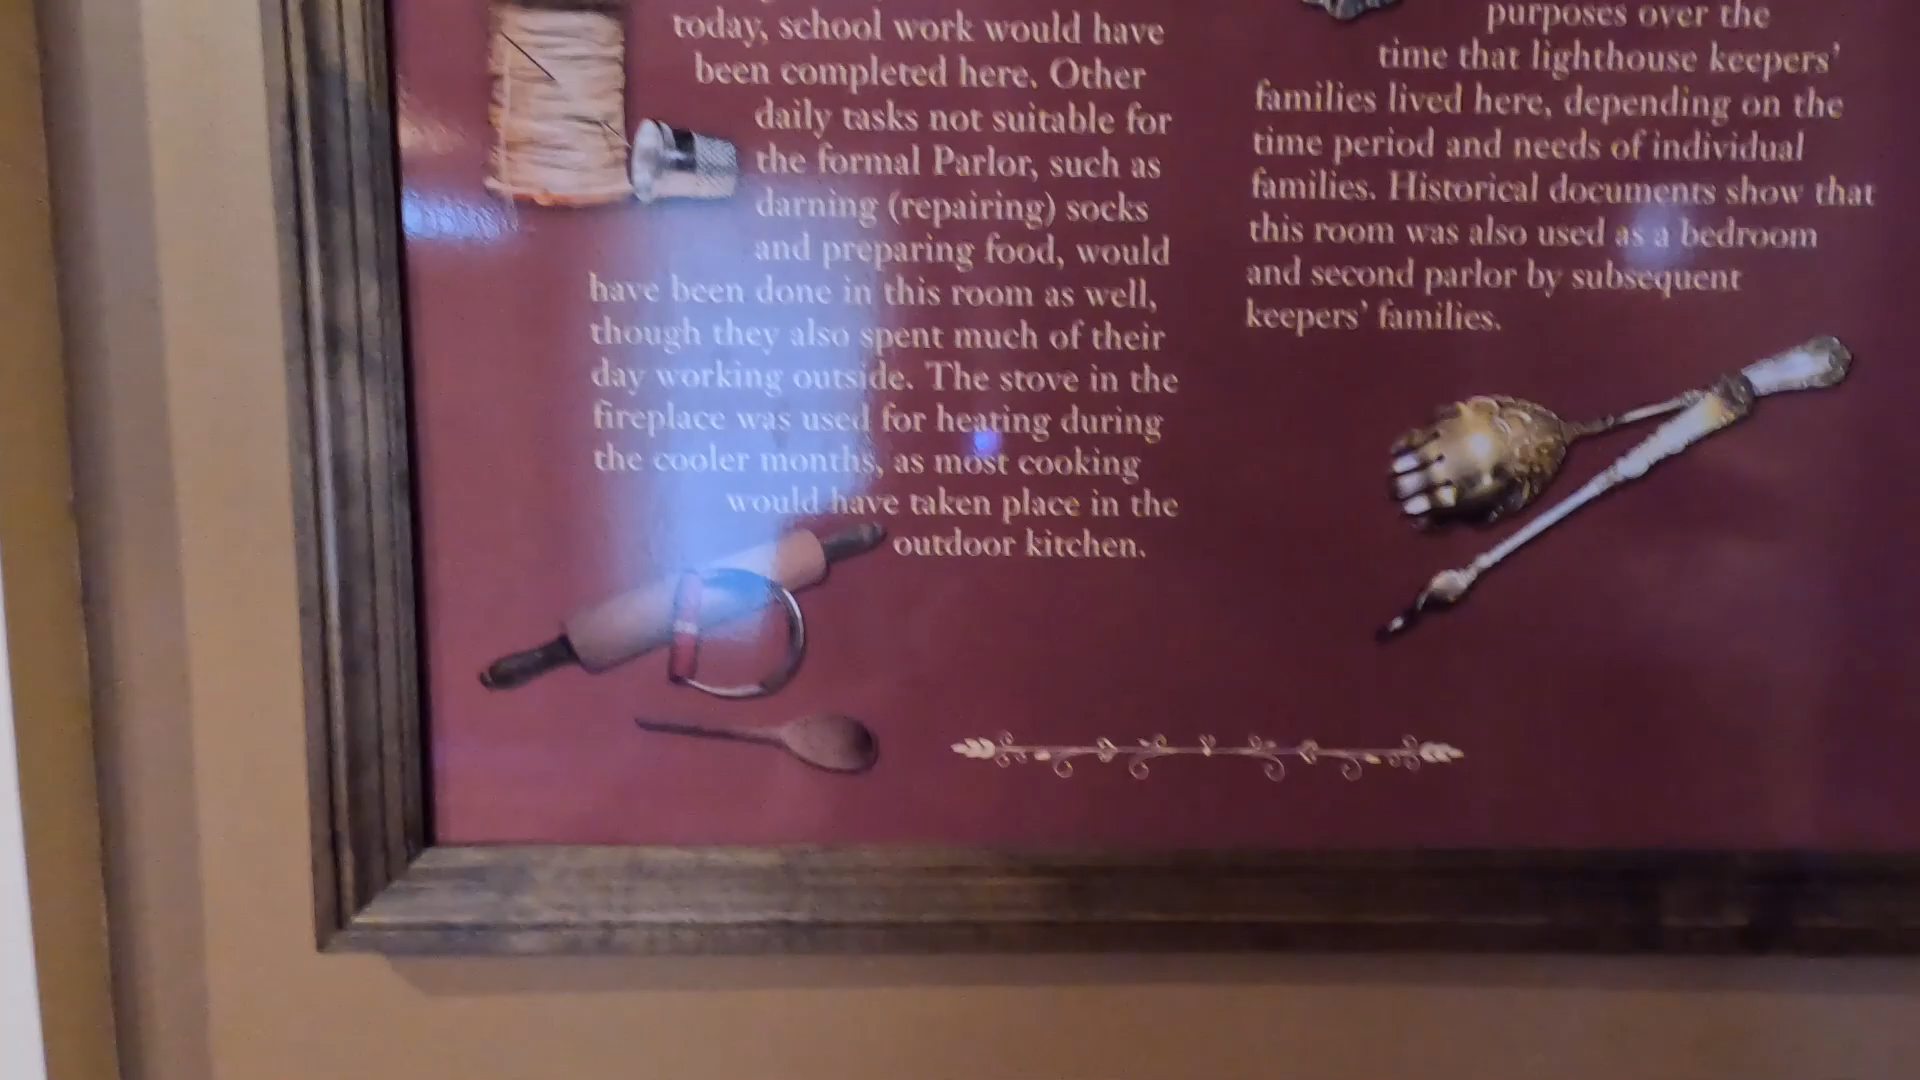 today, school work would have
been completed here. Other
daily tasks not suitable for
the formal Parlor, such as
darning (repairing) socks
and preparing food, would
have been done in this room as well,
though they also spent much of their
day working outside. The stove in the
fireplace was used for heating during
the cooler months, as most cooking
would have taken place in the
outdoor kitchen.
purposes over the
time that lighthouse keepers'
families lived here, depending on the
time period and needs of individual
families. Historical documents show that
this room was also used as a bedroom
and second parlor by subsequent
keepers' families.